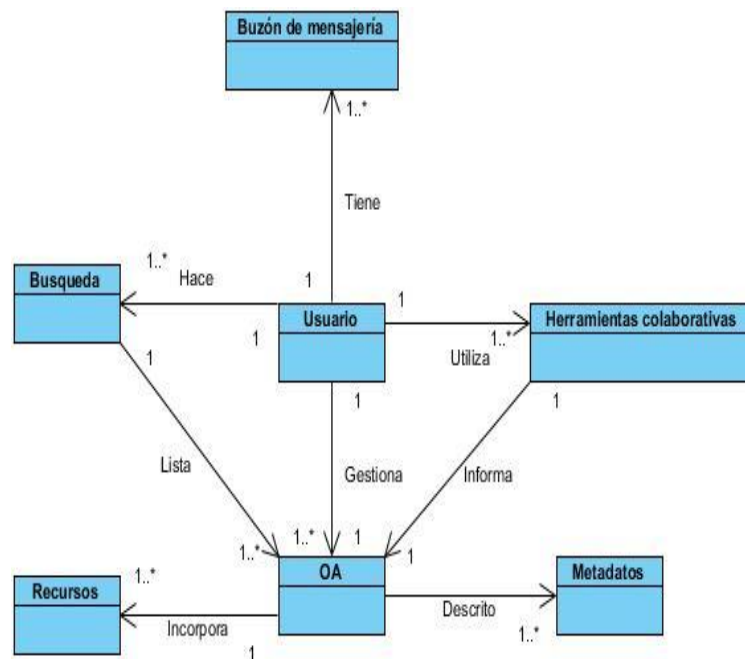 Buzón de mensajería
1..*
Tiene
1..*
Hace
1
Busqueda
1
Usuario
1
Herramientas colaborativas
1
1..*
Utiliza
1
1
1
Lista
Gestiona
Informa
1..*
1..*
1
1
OA
1..*
Recursos
Metadatos
Incorpora
Descrito
1
1..*